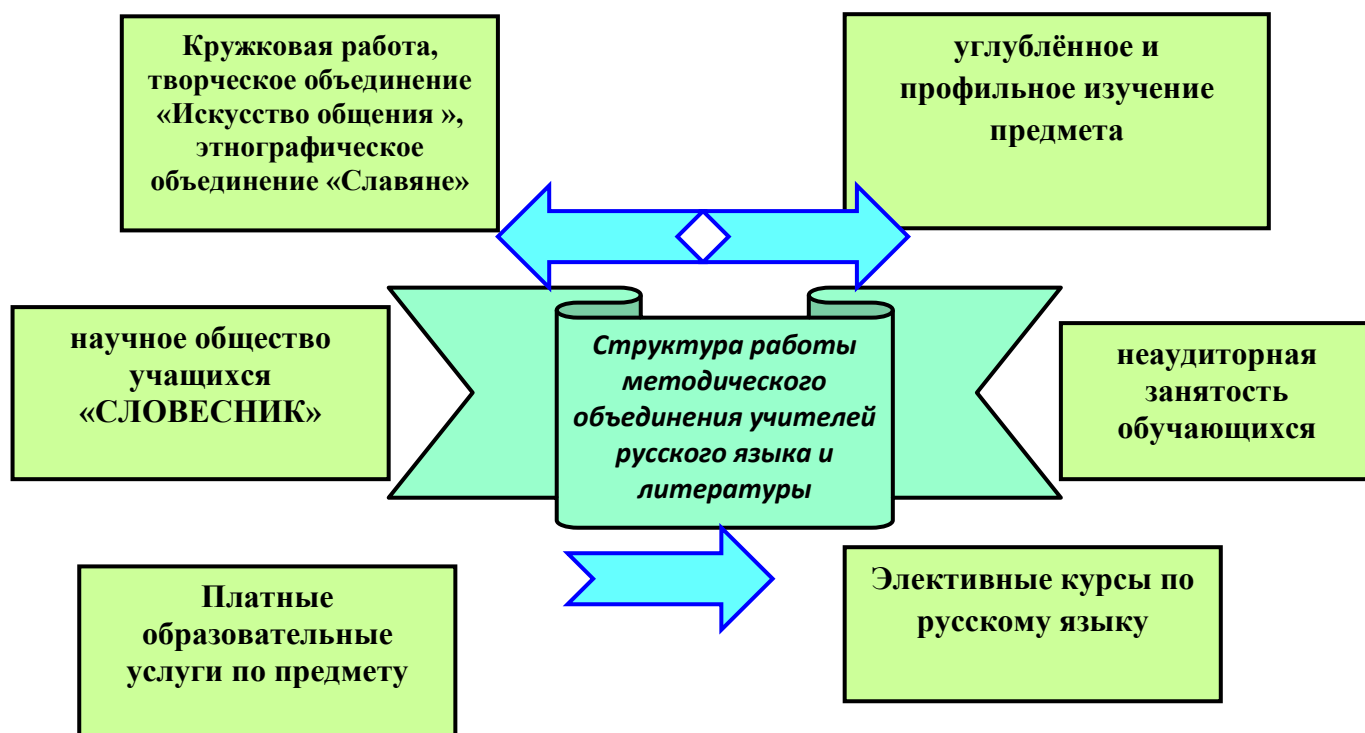 Кружковая работа,
творческое объединение
«Искусство общения »,
этнографическое
объединение «Славяне»
углублённое и
профильное изучение
предмета
научное общество
учащихся
«СЛОВЕСНИК»
Структура работы
методического
объединения учителей
русского языка и
литературы
неаудиторная
занятость
обучающихся
Платные
образовательные
услуги по предмету
Элективные курсы по
русскому языку